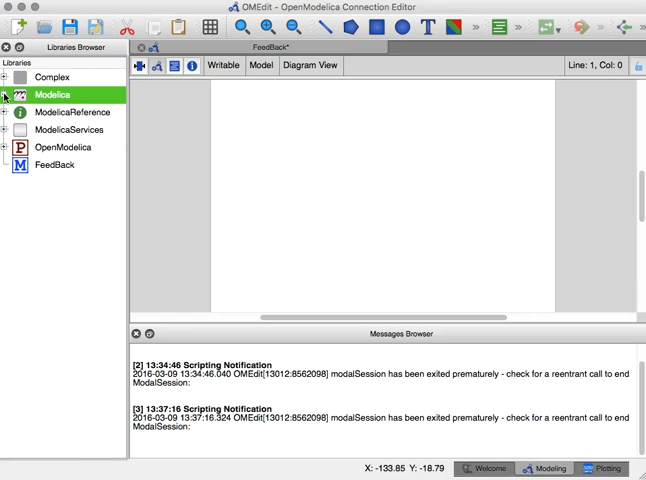 OMEdit - OpenModelica Connection Editor
Libraries Browser
FeedBack*
Libraries
Writable
Model
Diagram View
Line: 1, Col: 0
Complex
Modelica
ModelicaReference
ModelicaServices
OpenModelica
FeedBack
Messages Browser
[2] 13:34:46 Scripting Notification
2016-03-09 13:34:46.040 OMEdit[13012:8562098] modalSession has been exited prematurely - check for a reentrant call to end
ModalSession:
[3] 13:37:16 Scripting Notification
2016-03-09 13:37:16.324 OMEdit[13012:8562098] modalSession has been exited prematurely - check for a reentrant call to end
ModalSession:
X: -133.85 Y: -18.79
Welcome
Modeling
Plotting